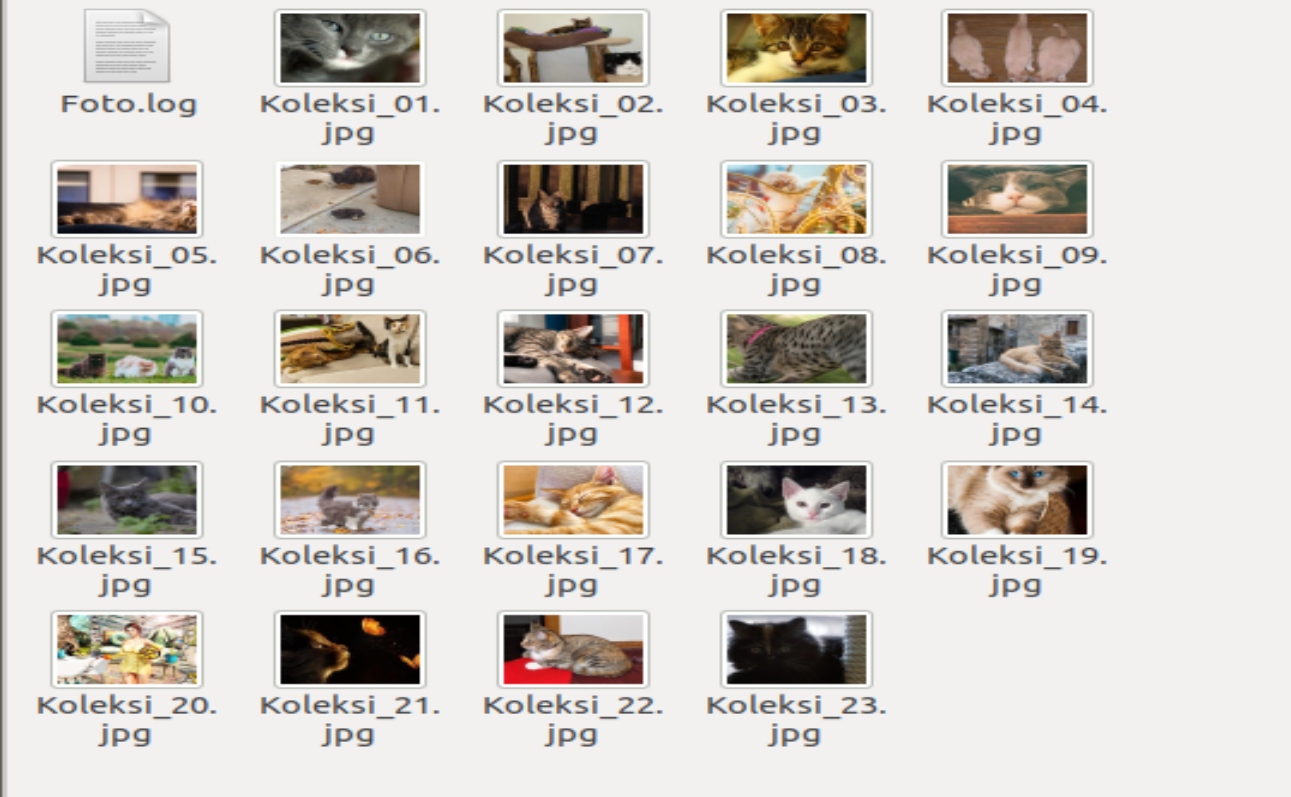 Foto.log
Koleksi_01.
jpg
Koleksi_02.
jpg
Koleksi_03.
jpg
Koleksi_04.
jpg
Koleksi_05.
jpg
Koleksi_06.
jpg
Koleksi_07.
jpg
Koleksi_08.
jpg
Koleksi_09.
jpg
Koleksi_10.
jpg
Koleksi_11.
jpg
Koleksi_12.
jpg
Koleksi_13.
jpg
Koleksi_14.
jpg
Koleksi_15.
jpg
Koleksi_16.
jpg
Koleksi_17.
jpg
Koleksi_18.
jpg
Koleksi_19.
jpg
Koleksi_20.
jpg
Koleksi_21.
jpg
Koleksi_22.
jpg
Koleksi_23.
jpg